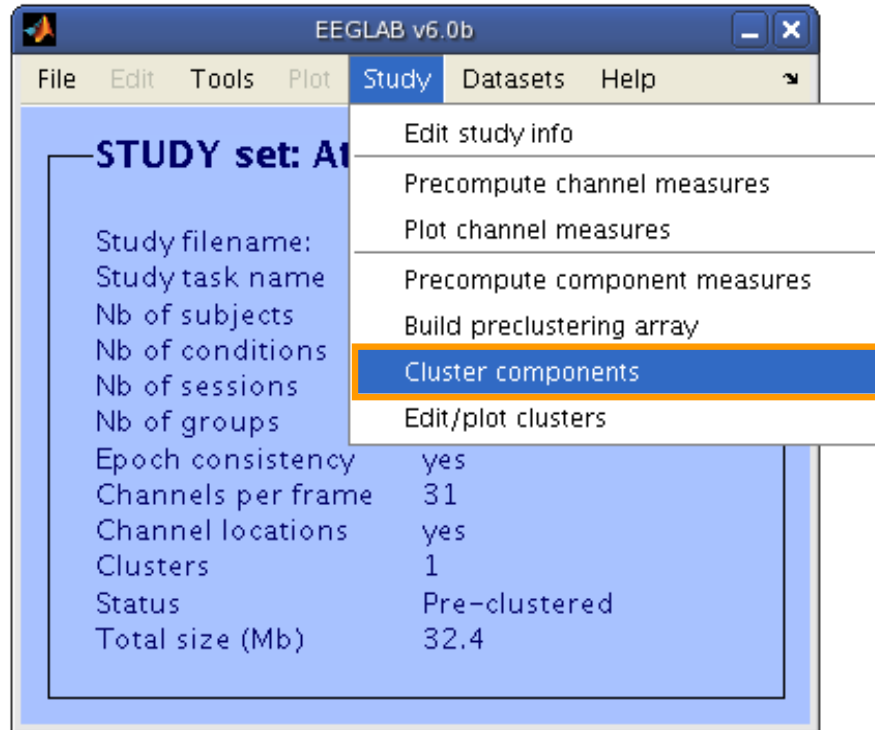 EEGLAB v6.0b
File Edit Tools Plot Study Datasets Help
Edit study info
STUDY set: At
Precompute channel measures
Plot channel measures
Study filename:
Study task name
Precompute component measures
Nb of subjects
Build preclustering array
Nb of conditions
Cluster components
Nb of sessions
Nb of groups
Edit/plot clusters
Epoch consistency yes
Channels per frame 31
Channel locations yes
Clusters 1
Status Pre-clustered
Total size (Mb) 32.4